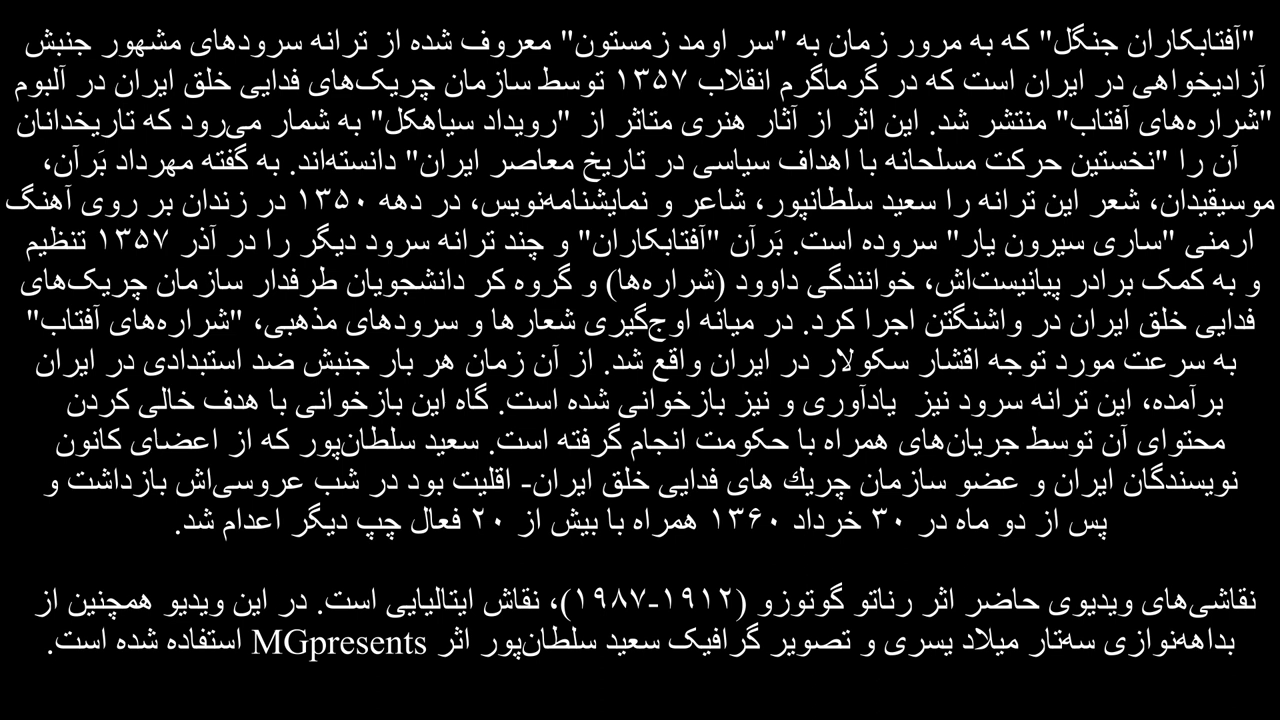 "آفتابکاران جنگل" که به مرور زمان به "سر اومد زمستون" معروف شده از ترانه سرودهای مشهور جنبش
آزادیخواهی در ایران است که در گرماگرم انقلاب ۱۳۵۷ توسط سازمان چریک‌های فدایی خلق ایران در آلبوم
"شراره‌های آفتاب" منتشر شد. این اثر از آثار هنری متاثر از "رویداد سیاهکل" به شمار می‌رود که تاریخدانان
آن را "نخستین حرکت مسلحانه با اهداف سیاسی در تاریخ معاصر ایران" دانسته‌اند. به گفته مهرداد بَرآن،
موسیقیدان، شعر این ترانه را سعید سلطانپور، شاعر و نمایشنامه‌نویس، در دهه ۱۳۵۰ در زندان بر روی آهنگ
ارمنی "ساری سیرون یار" سروده است. بَرآن "آفتابکاران" و چند ترانه سرود دیگر را در آذر ۱۳۵۷ تنظیم
و به کمک برادر پیانیست‌اش، خوانندگی داوود (شراره‌ها) و گروه کر دانشجویان طرفدار سازمان چریک‌های
فدایی خلق ایران در واشنگتن اجرا کرد. در میانه اوج‌گیری شعارها و سرودهای مذهبی، "شراره‌های آفتاب"
به سرعت مورد توجه اقشار سکولار در ایران واقع شد. از آن زمان هر بار جنبش ضد استبدادی در ایران
برآمده، این ترانه سرود نیز  یادآوری و نیز بازخوانی شده است. گاه این بازخوانی با هدف خالی کردن
محتوای آن توسط جریان‌های همراه با حکومت انجام گرفته است. سعید سلطان‌پور که از اعضای کانون
نویسندگان ایران و عضو سازمان چريك های فدایی خلق ایران- اقلیت بود در شب عروسی‌اش بازداشت و
پس از دو ماه در ۳۰ خرداد ۱۳۶۰ همراه با بیش از ۲۰ فعال چپ دیگر اعدام شد.
نقاشی‌های ویدیوی حاضر اثر رناتو گوتوزو (۱۹۱۲-۱۹۸۷)، نقاش ایتالیایی است. در این ویدیو همچنین از
بداهه‌نوازی سه‌تار میلاد یسری و تصویر گرافیک سعید سلطان‌پور اثر MGpresents استفاده شده است.